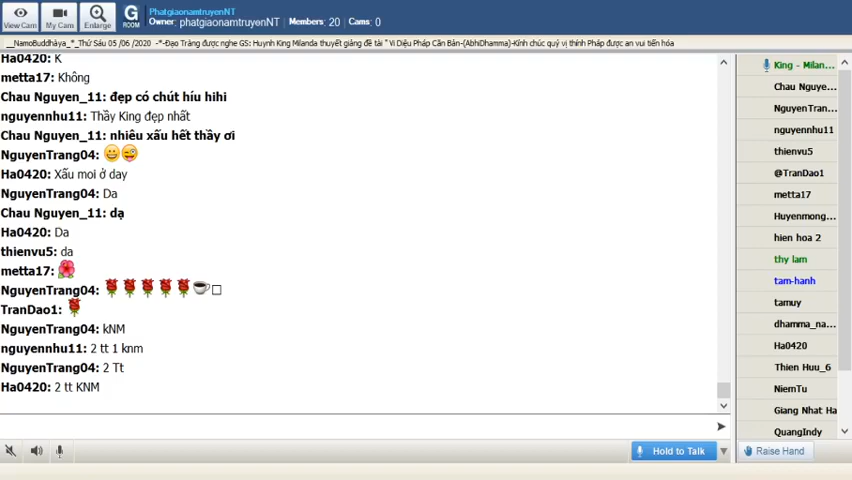 View Cam
My Cam
Enlarge
G
ROOM
PhatgiaonamtruyenNT
Owner: phatgiaonamtruyenNT Members: 20 Cams: 0
__NamoBuddhàya_*_Thứ Sáu 05 /06 /2020 -*-Đạo Tràng được nghe GS: Huynh King Milanda thuyết giảng đề tài " Vi Diệu Pháp Căn Bản-(AbhiDhamma)-Kính chúc quý vị thính Pháp được an vui tiến hóa
Ha0420: K
metta17: Không
Chau Nguyen_11: đẹp có chút híu hihi
nguyennhu11: Thầy King đẹp nhất
Chau Nguyen_11: nhiêu xấu hết thầy ơi
NguyenTrang04:
Ha0420: Xấu moi ở day
NguyenTrang04: Da
Chau Nguyen_11: dạ
Ha0420: Da
thienvu5: da
metta17:
NguyenTrang04:
TranDao1:
NguyenTrang04: kNM
nguyennhu11: 2 tt 1 knm
NguyenTrang04: 2 Tt
Ha0420: 2 tt KNM
King - Milan...
Chau Nguye...
NguyenTran...
nguyennhu11
thienvu5
@TranDao1
metta17
Huyenmong...
hien hoa 2
thy lam
tam-hanh
tamuy
dhamma_na...
Ha0420
Thien Huu_6
NiemTu
Giang Nhat Ha
QuangIndy
Hold to Talk
Raise Hand